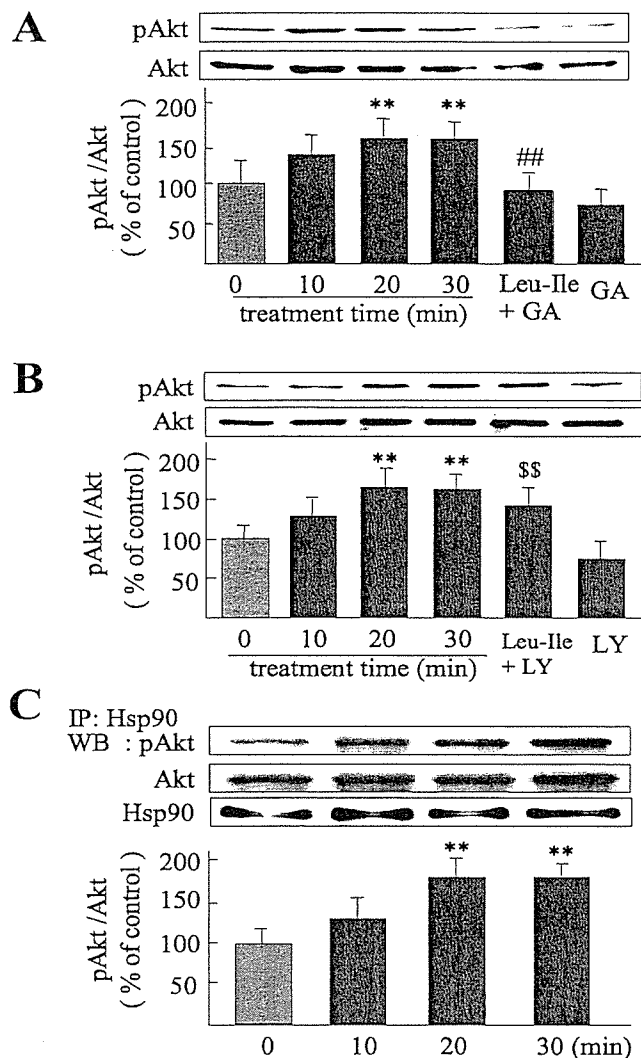 A
pAkt
Akt
pAkt /Akt
( % of control )
200
150
100
50
** ** ##
0 10 20 30 Leu-Ile + GA GA
treatment time (min)
B
pAkt
Akt
pAkt /Akt
( % of control )
200
150
100
50
** ** $$
0 10 20 30 Leu-Ile + LY LY
treatment time (min)
C
IP: Hsp90
WB : pAkt
Akt
Hsp90
pAkt /Akt
( % of control )
200
150
100
50
** **
0 10 20 30 (min)